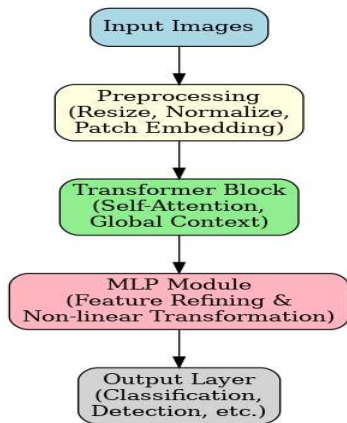 Input Images
Preprocessing
(Resize, Normalize,
Patch Embedding)
Transformer Block
(Self-Attention,
Global Context)
MLP Module
(Feature Refining &
Non-linear Transformation)
Output Layer
(Classification,
Detection, etc.)